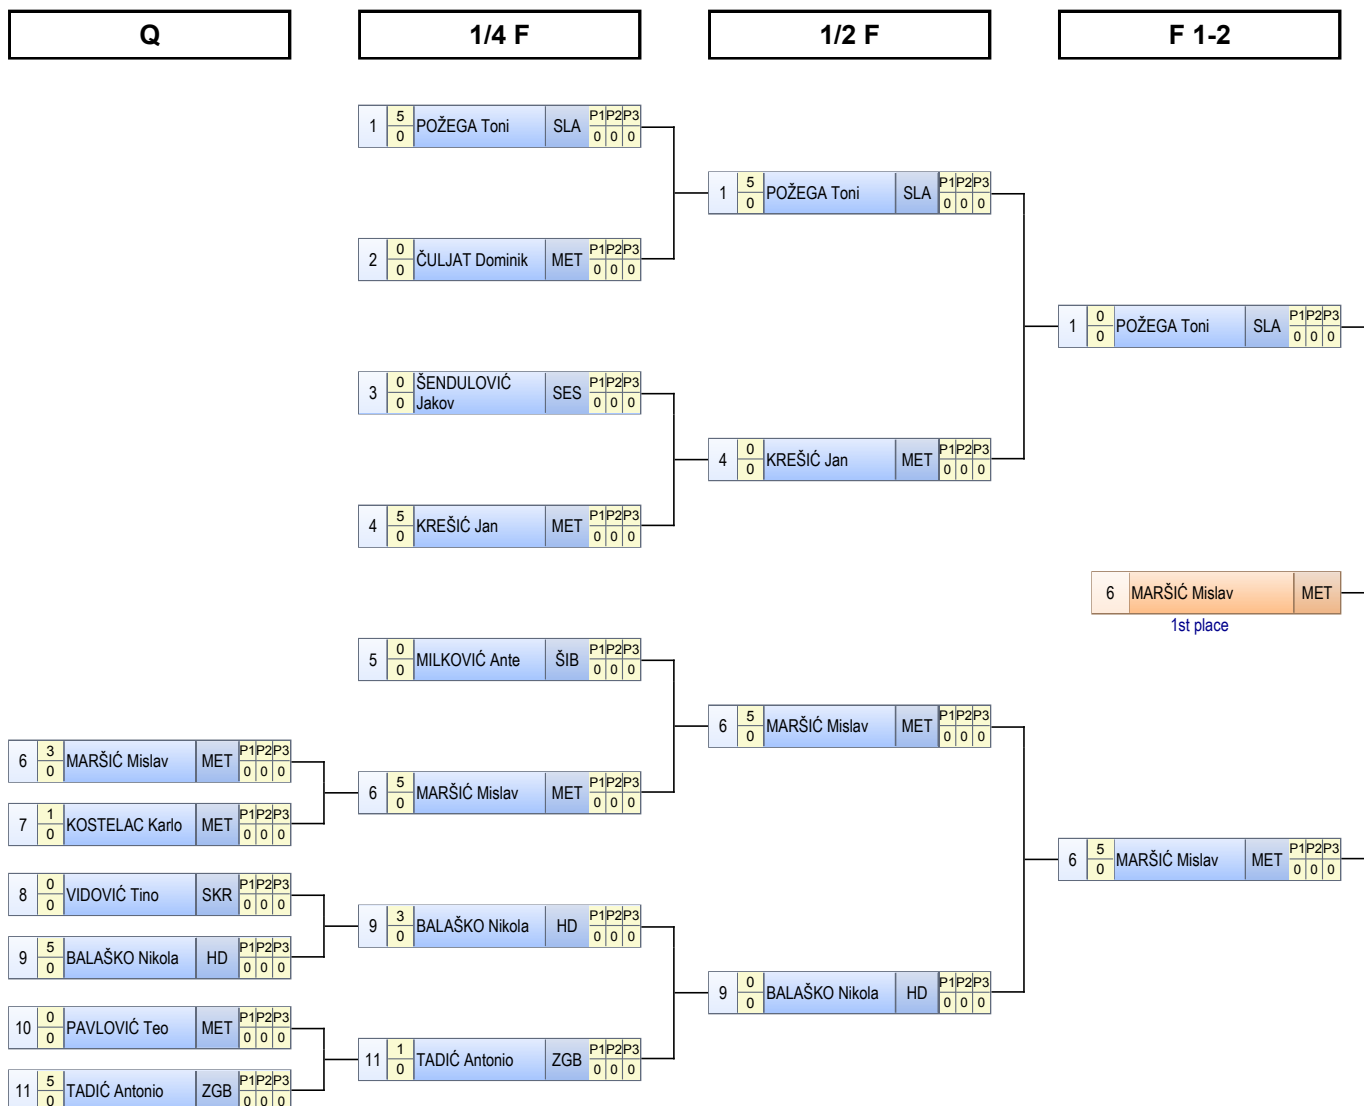 Q
1/4 F
1/2 F
F 1-2
1 5 POŽEGA Toni SLA P1 P2 P3
0 0 0 0
2 0 ČULJAT Dominik MET P1 P2 P3
0 0 0 0
3 0 ŠENDULOVIĆ Jakov SES P1 P2 P3
0 0 0 0
4 5 KREŠIĆ Jan MET P1 P2 P3
0 0 0 0
5 0 MILKOVIĆ Ante ŠIB P1 P2 P3
0 0 0 0
6 3 MARŠIĆ Mislav MET P1 P2 P3
0 0 0 0
7 1 KOSTELAC Karlo MET P1 P2 P3
0 0 0 0
6 5 MARŠIĆ Mislav MET P1 P2 P3
0 0 0 0
8 0 VIDOVIĆ Tino SKR P1 P2 P3
0 0 0 0
9 5 BALAŠKO Nikola HD P1 P2 P3
0 0 0 0
9 3 BALAŠKO Nikola HD P1 P2 P3
0 0 0 0
10 0 PAVLOVIĆ Teo MET P1 P2 P3
0 0 0 0
11 5 TADIĆ Antonio ZGB P1 P2 P3
0 0 0 0
11 1 TADIĆ Antonio ZGB P1 P2 P3
0 0 0 0
1 5 POŽEGA Toni SLA P1 P2 P3
0 0 0 0
4 0 KREŠIĆ Jan MET P1 P2 P3
0 0 0 0
6 5 MARŠIĆ Mislav MET P1 P2 P3
0 0 0 0
9 0 BALAŠKO Nikola HD P1 P2 P3
0 0 0 0
1 0 POŽEGA Toni SLA P1 P2 P3
0 0 0 0
6 MARŠIĆ Mislav MET
1st place
6 5 MARŠIĆ Mislav MET P1 P2 P3
0 0 0 0